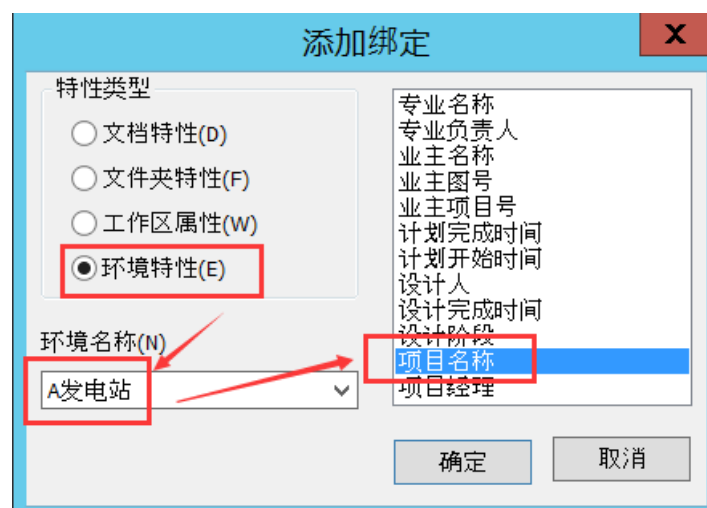 添加绑定
X
特性类型
文档特性(D)
文件夹特性(F)
工作区属性(W)
环境特性(E)
环境名称(N)
A发电站
专业名称
专业负责人
业主名称
业主图号
业主项目号
计划完成时间
计划开始时间
设计人
设计完成时间
设计阶段
项目名称
项目经理
确定
取消